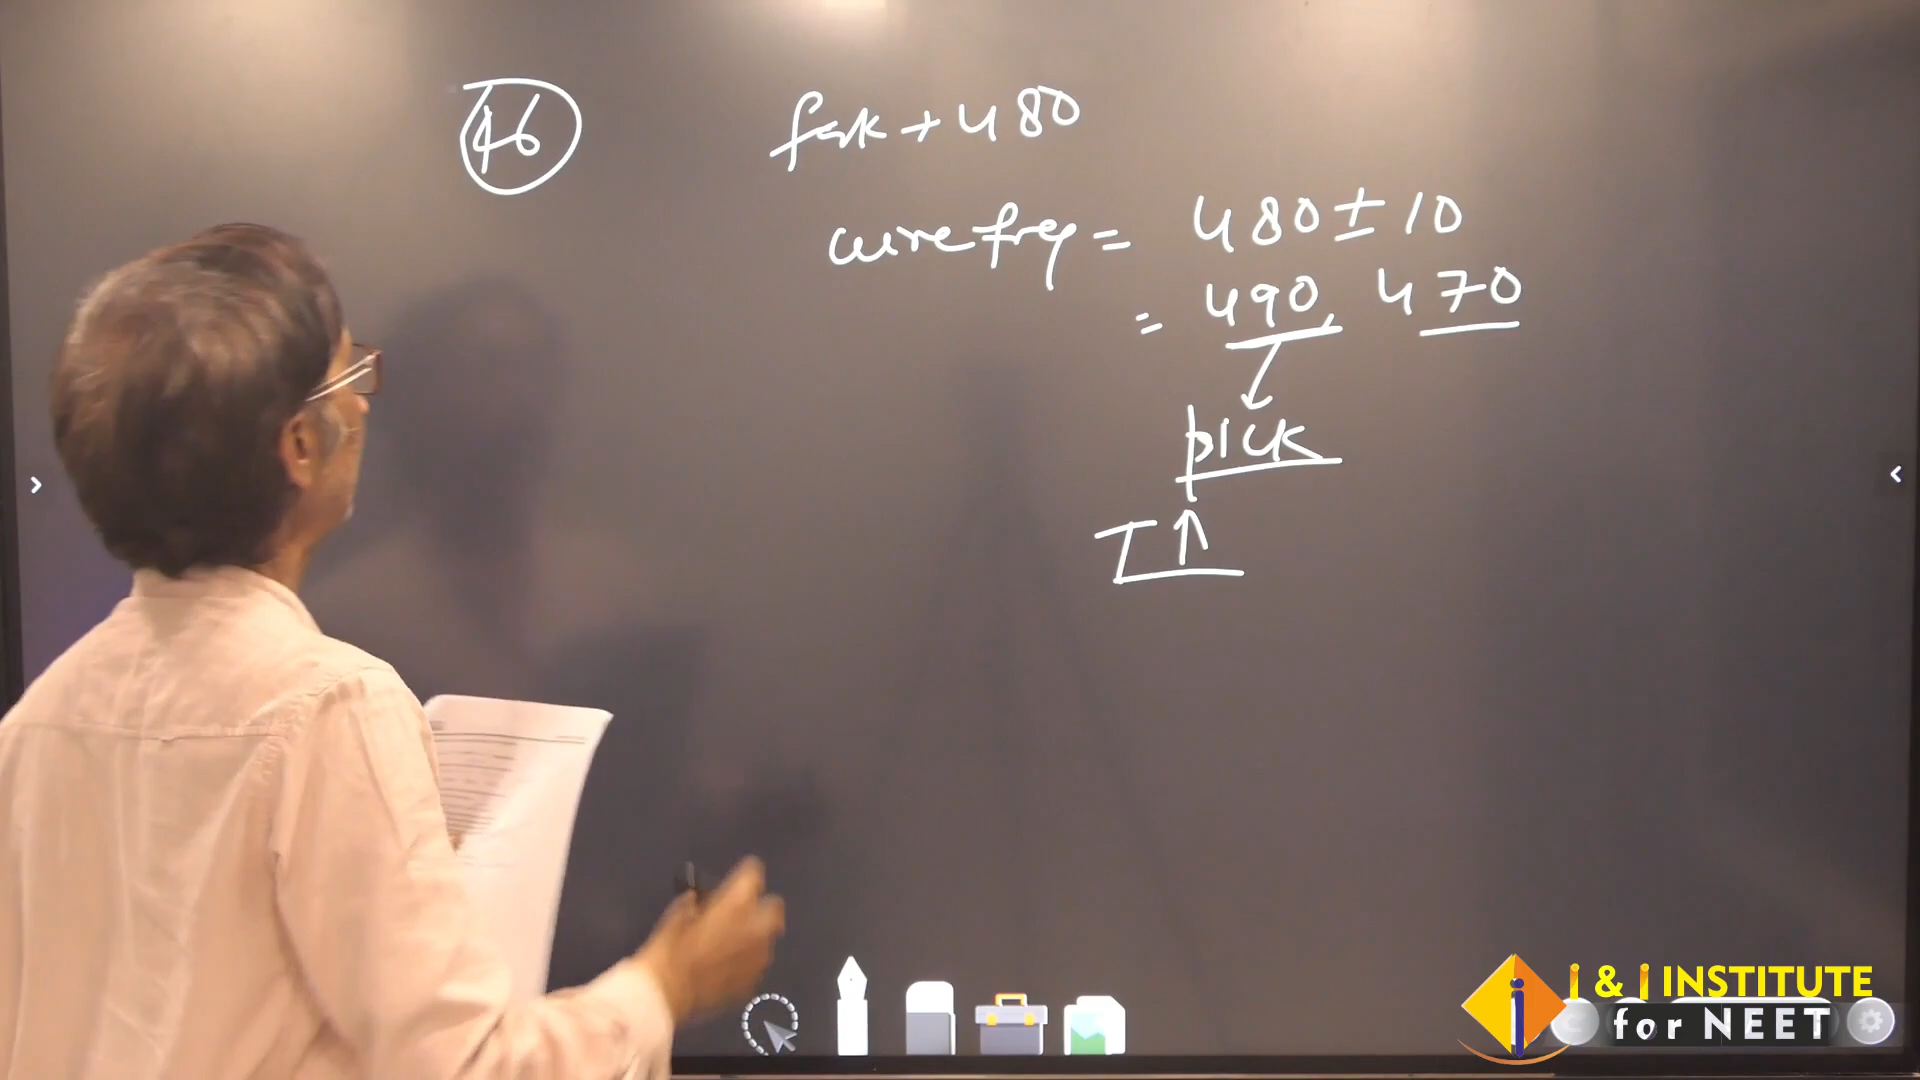 46
fork → 480
wire freq = 480 ± 10
= 490, 470
pick
T ↑
i & j INSTITUTE
for NEET